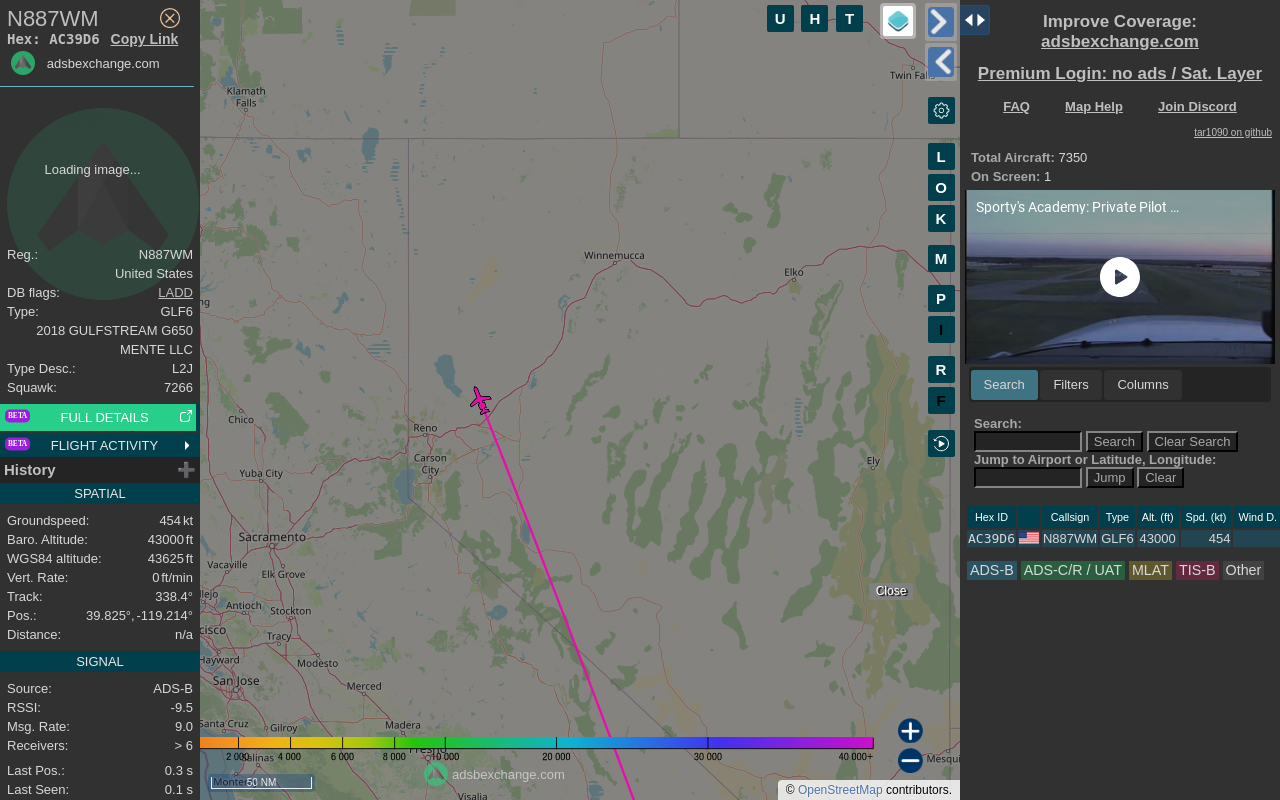 N887WM
Hex: AC39D6 Copy Link
adsbexchange.com
Loading image...
Reg.: N887WM
United States
DB flags: LADD
Type: GLF6
2018 GULFSTREAM G650
MENTE LLC
Type Desc.: L2J
Squawk: 7266
BETA FULL DETAILS
BETA FLIGHT ACTIVITY
History
SPATIAL
Groundspeed: 454 kt
Baro. Altitude: 43000 ft
WGS84 altitude: 43625 ft
Vert. Rate: 0 ft/min
Track: 338.4°
Pos.: 39.825°, -119.214°
Distance: n/a
SIGNAL
Source: ADS-B
RSSI: -9.5
Msg. Rate: 9.0
Receivers: > 6
Last Pos.: 0.3 s
Last Seen: 0.1 s
U H T
Twin Falls
Klamath
Falls
L
O
K
M
P
I
R
F
Winnemucca
Elko
ng
Chico
Reno
Carson
City
Yuba City
Ely
Sacramento
Vacaville
Elk Grove
llejo
Antioch
Stockton
cisco
Tracy
Hayward
Modesto
San Jose
Merced
Santa Cruz
Gilroy
Madera
Fresno
Salinas
Monterey
Visalia
Mesqui
Close
2 000 4 000 6 000 8 000 10 000 20 000 30 000 40 000+
50 NM
adsbexchange.com
© OpenStreetMap contributors.
Improve Coverage:
adsbexchange.com
Premium Login: no ads / Sat. Layer
FAQ Map Help Join Discord
tar1090 on github
Total Aircraft: 7350
On Screen: 1
Sporty's Academy: Private Pilot ...
Search Filters Columns
Search:
Search Clear Search
Jump to Airport or Latitude, Longitude:
Jump Clear
Hex ID Callsign Type Alt. (ft) Spd. (kt) Wind D.
AC39D6 N887WM GLF6 43000 454
ADS-B ADS-C/R / UAT MLAT TIS-B Other